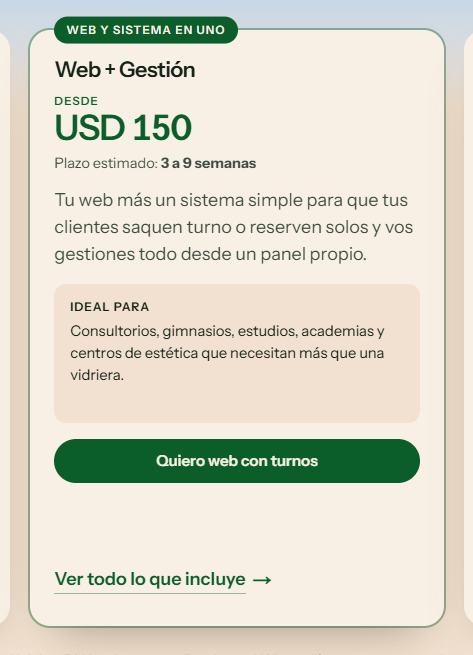 WEB Y SISTEMA EN UNO
Web + Gestión
DESDE
USD 150
Plazo estimado: 3 a 9 semanas
Tu web más un sistema simple para que tus
clientes saquen turno o reserven solos y vos
gestiones todo desde un panel propio.
IDEAL PARA
Consultorios, gimnasios, estudios, academias y
centros de estética que necesitan más que una
vidriera.
Quiero web con turnos
Ver todo lo que incluye →